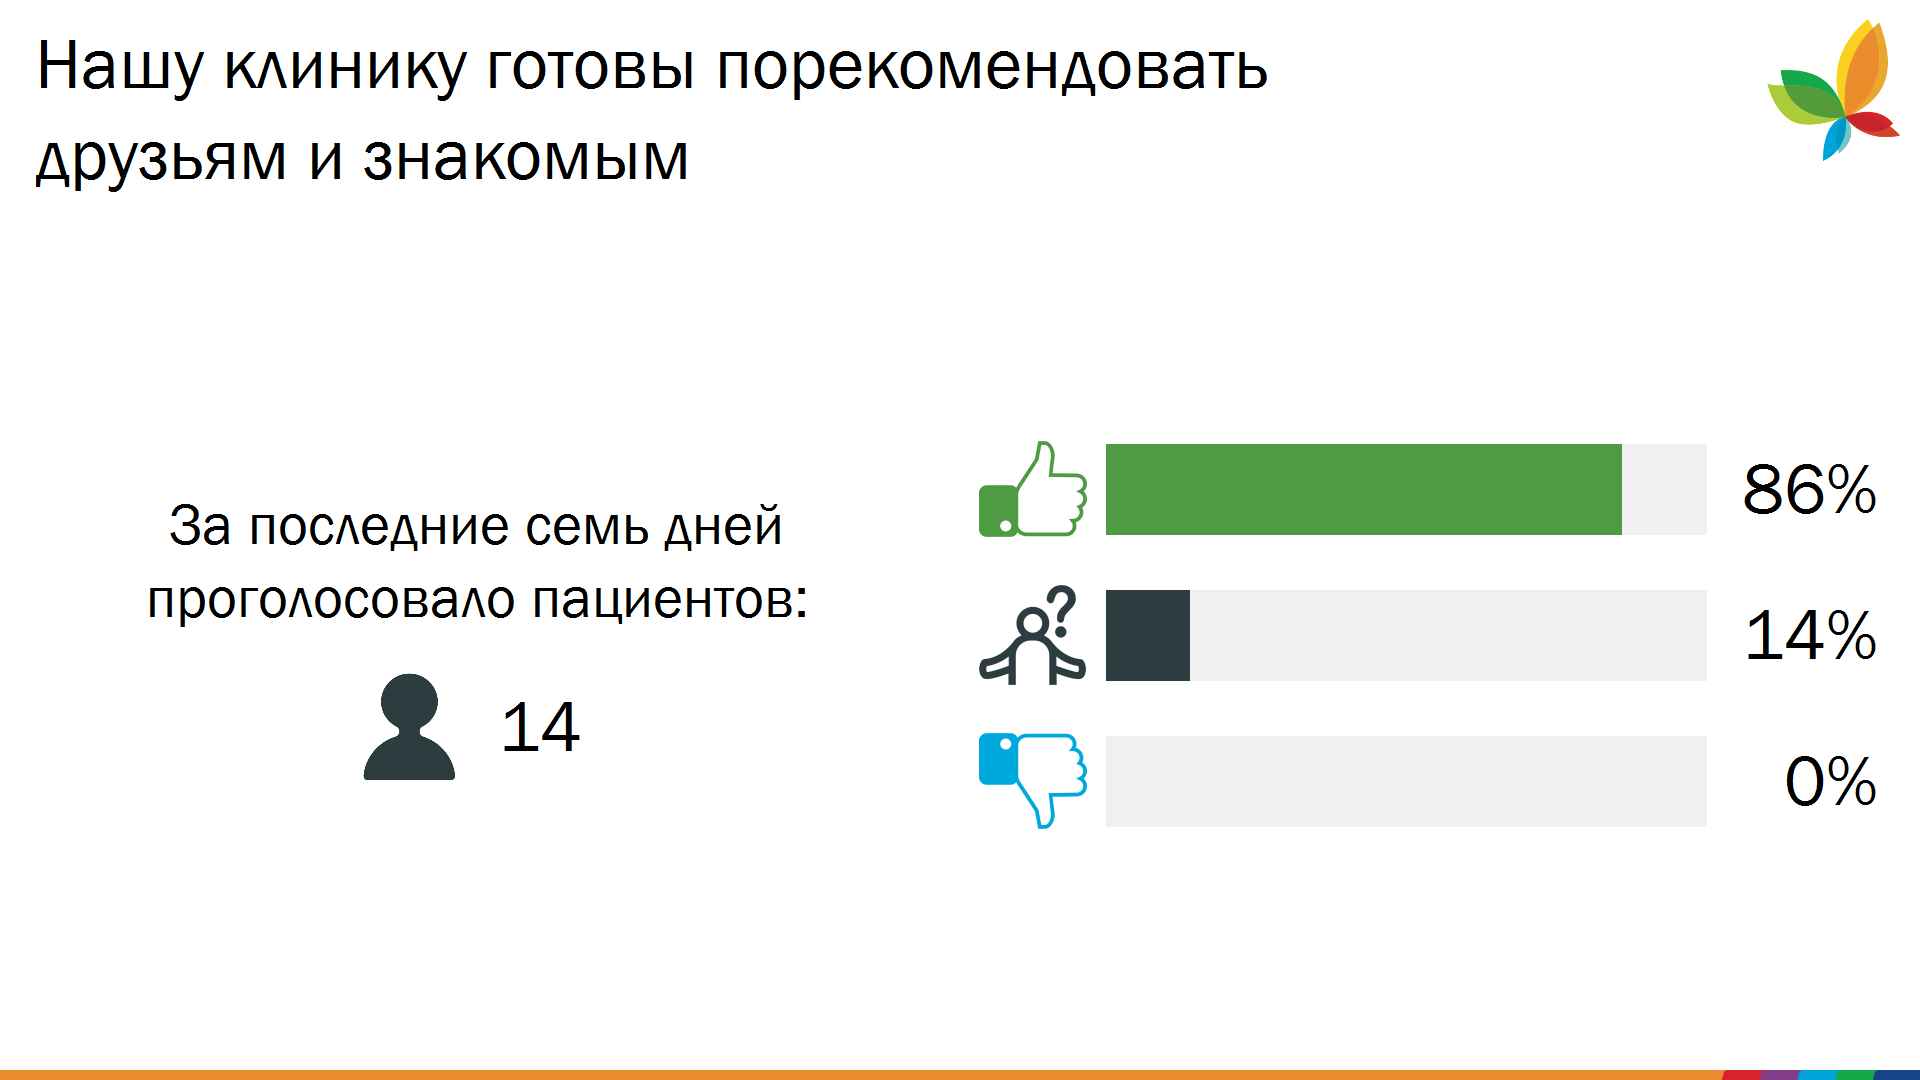 Нашу клинику готовы порекомендовать
друзьям и знакомым
За последние семь дней
проголосовало пациентов:
14
86%
14%
0%